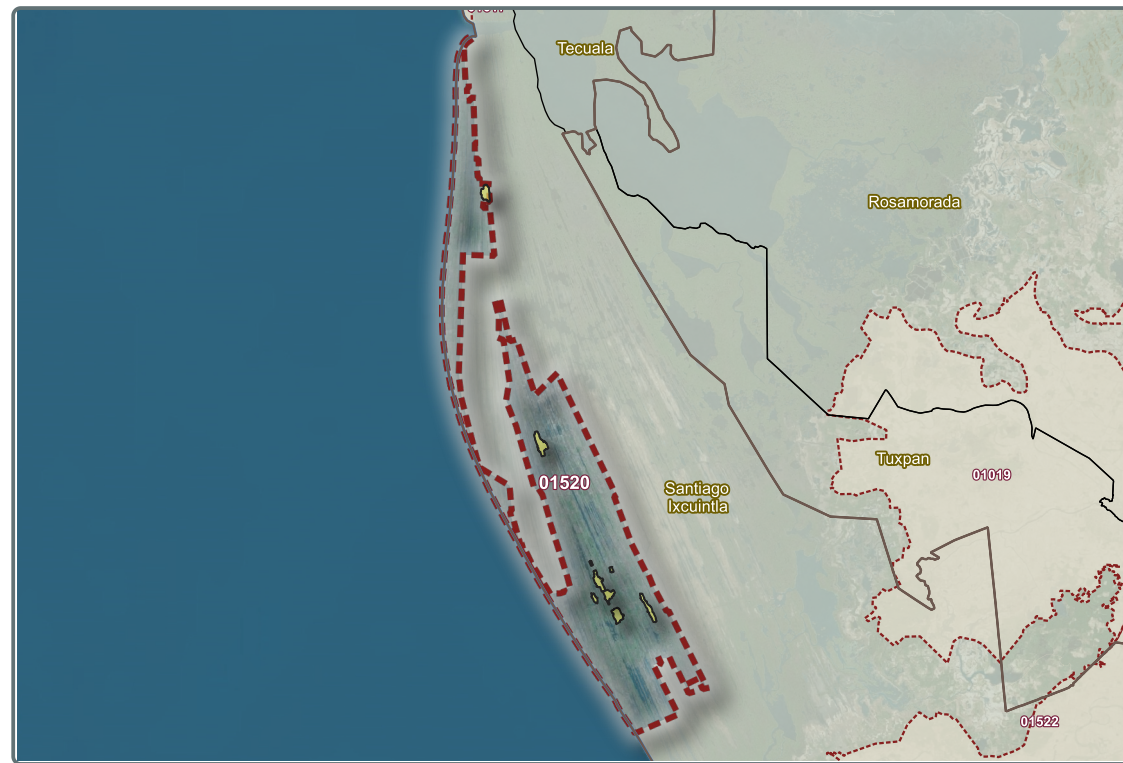 Tecuala
Rosamorada
Tuxpan
01019
01520
Santiago
Ixcuintla
01522